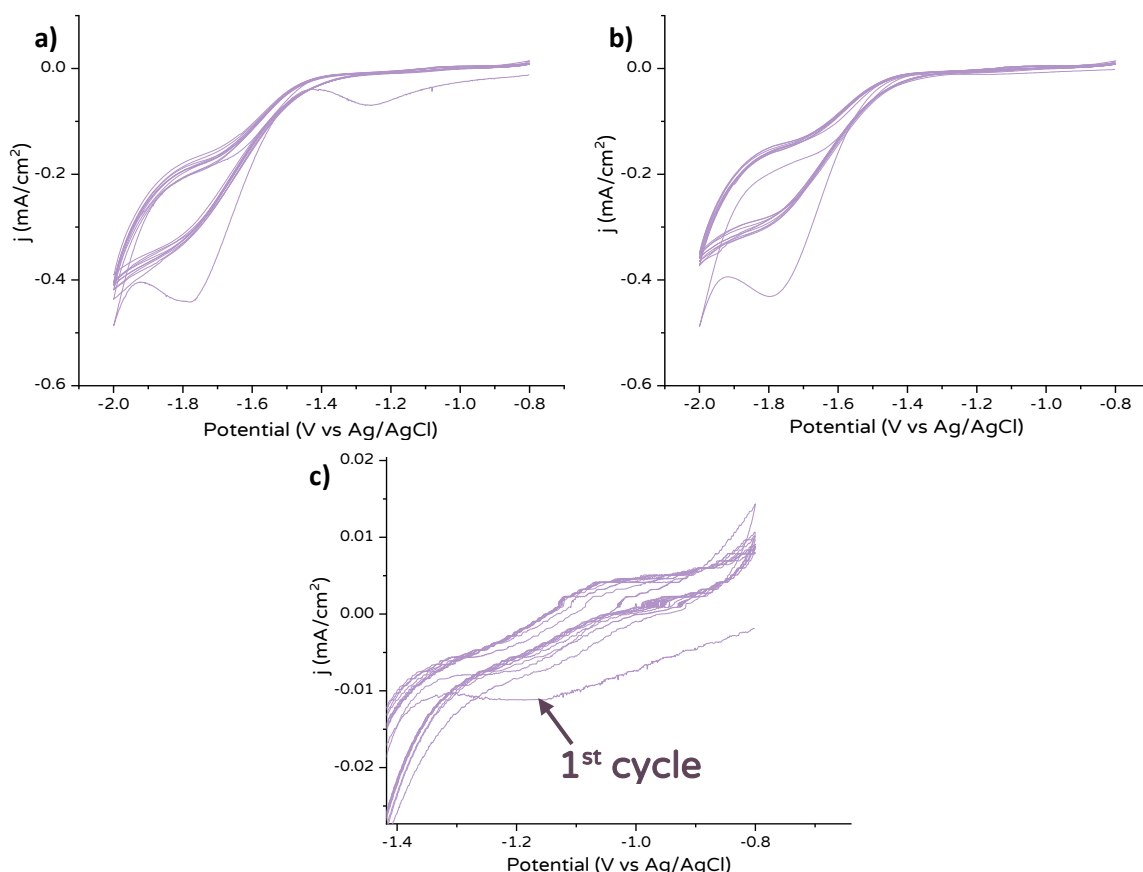 a)
0.0
-0.2
-0.4
-0.6
j (mA/cm²)
-2.0 -1.8 -1.6 -1.4 -1.2 -1.0 -0.8
Potential (V vs Ag/AgCl)
b)
0.0
-0.2
-0.4
-0.6
j (mA/cm²)
-2.0 -1.8 -1.6 -1.4 -1.2 -1.0 -0.8
Potential (V vs Ag/AgCl)
c)
0.02
0.01
0.00
-0.01
-0.02
j (mA/cm²)
1st cycle
-1.4 -1.2 -1.0 -0.8
Potential (V vs Ag/AgCl)